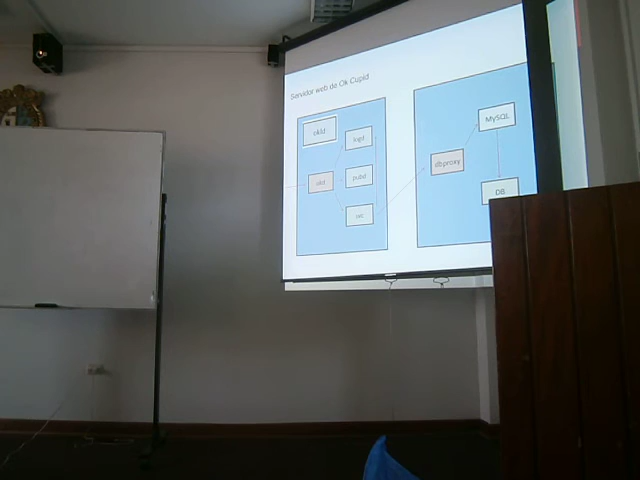 Servidor web de Ok Cupid
okld
logd
okd
pubd
svc
dbproxy
MySQL
DB